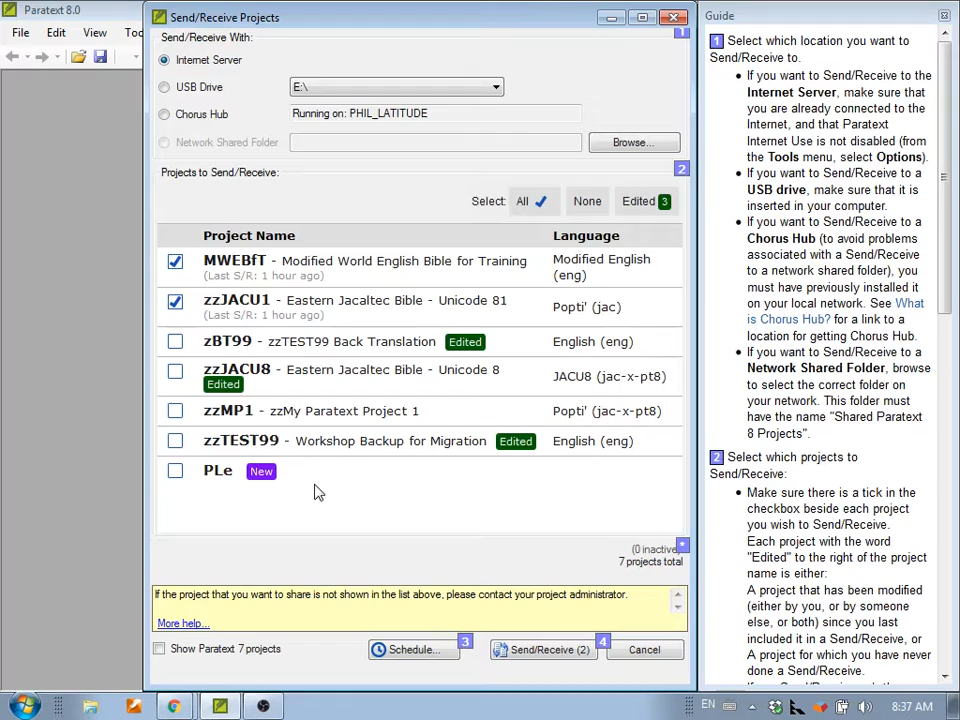 Paratext 8.0
File Edit View Too
Send/Receive Projects
Send/Receive With:
1
Internet Server
USB Drive E:\
Chorus Hub Running on: PHIL_LATITUDE
Network Shared Folder Browse...
Projects to Send/Receive:
2
Select: All None Edited 3
Project Name Language
MWEBfT - Modified World English Bible for Training
(Last S/R: 1 hour ago)
Modified English
(eng)
zzJACU1 - Eastern Jacaltec Bible - Unicode 81
(Last S/R: 1 hour ago)
Popti' (jac)
zBT99 - zzTEST99 Back Translation Edited English (eng)
zzJACU8 - Eastern Jacaltec Bible - Unicode 8
Edited
JACU8 (jac-x-pt8)
zzMP1 - zzMy Paratext Project 1 Popti' (jac-x-pt8)
zzTEST99 - Workshop Backup for Migration Edited English (eng)
PLe New
(0 inactive)
*
7 projects total
If the project that you want to share is not shown in the list above, please contact your project administrator.
More help...
Show Paratext 7 projects
Schedule... 3
Send/Receive (2) 4
Cancel
Guide
1 Select which location you want to
Send/Receive to.
• If you want to Send/Receive to the
Internet Server, make sure that
you are already connected to the
Internet, and that Paratext
Internet Use is not disabled (from
the Tools menu, select Options).
• If you want to Send/Receive to a
USB drive, make sure that it is
inserted in your computer.
• If you want to Send/Receive to a
Chorus Hub (to avoid problems
associated with a Send/Receive
to a network shared folder), you
must have previously installed it
on your local network. See What
is Chorus Hub? for a link to a
location for getting Chorus Hub.
• If you want to Send/Receive to a
Network Shared Folder, browse
to select the correct folder on
your network. This folder must
have the name "Shared Paratext
8 Projects".
2 Select which projects to
Send/Receive:
• Make sure there is a tick in the
checkbox beside each project
you wish to Send/Receive.
Each project with the word
"Edited" to the right of the project
name is either:
A project that has been modified
(either by you, or by someone
else, or both) since you last
included it in a Send/Receive, or
A project for which you have never
done a Send/Receive.
EN
8:37 AM